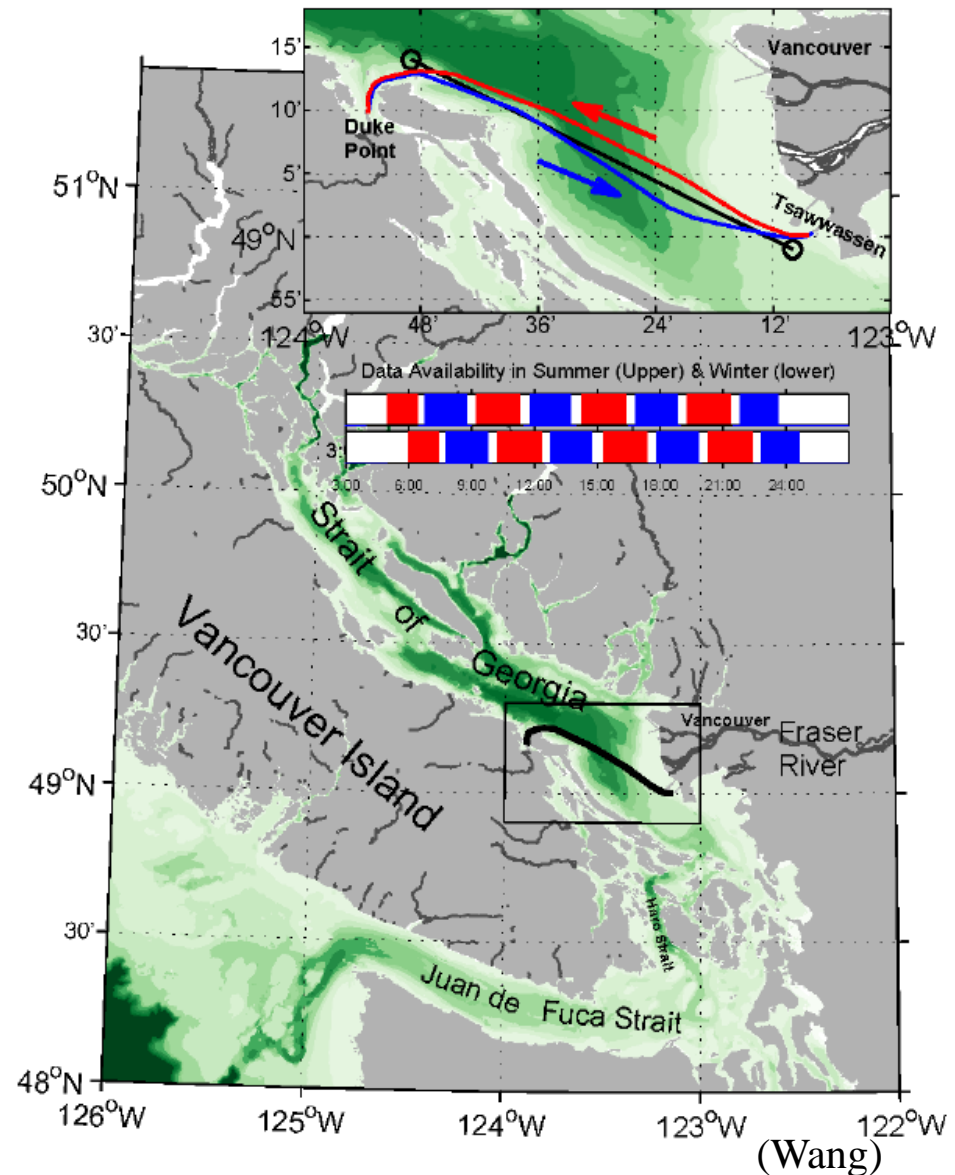 15'
Vancouver
10'
Duke
Point
5'
Tsawwassen
49°N
55'
124°W
48'
36'
24'
12'
123°W
51°N
30'
Data Availability in Summer (Upper) & Winter (lower)
3:
3:00 6:00 9:00 12:00 15:00 18:00 21:00 24:00
50°N
Strait
of
Georgia
30'
Vancouver Island
Vancouver
Fraser
River
49°N
Haro Strait
30'
Juan de Fuca Strait
48°N
126°W
125°W
124°W
123°W
122°W
(Wang)